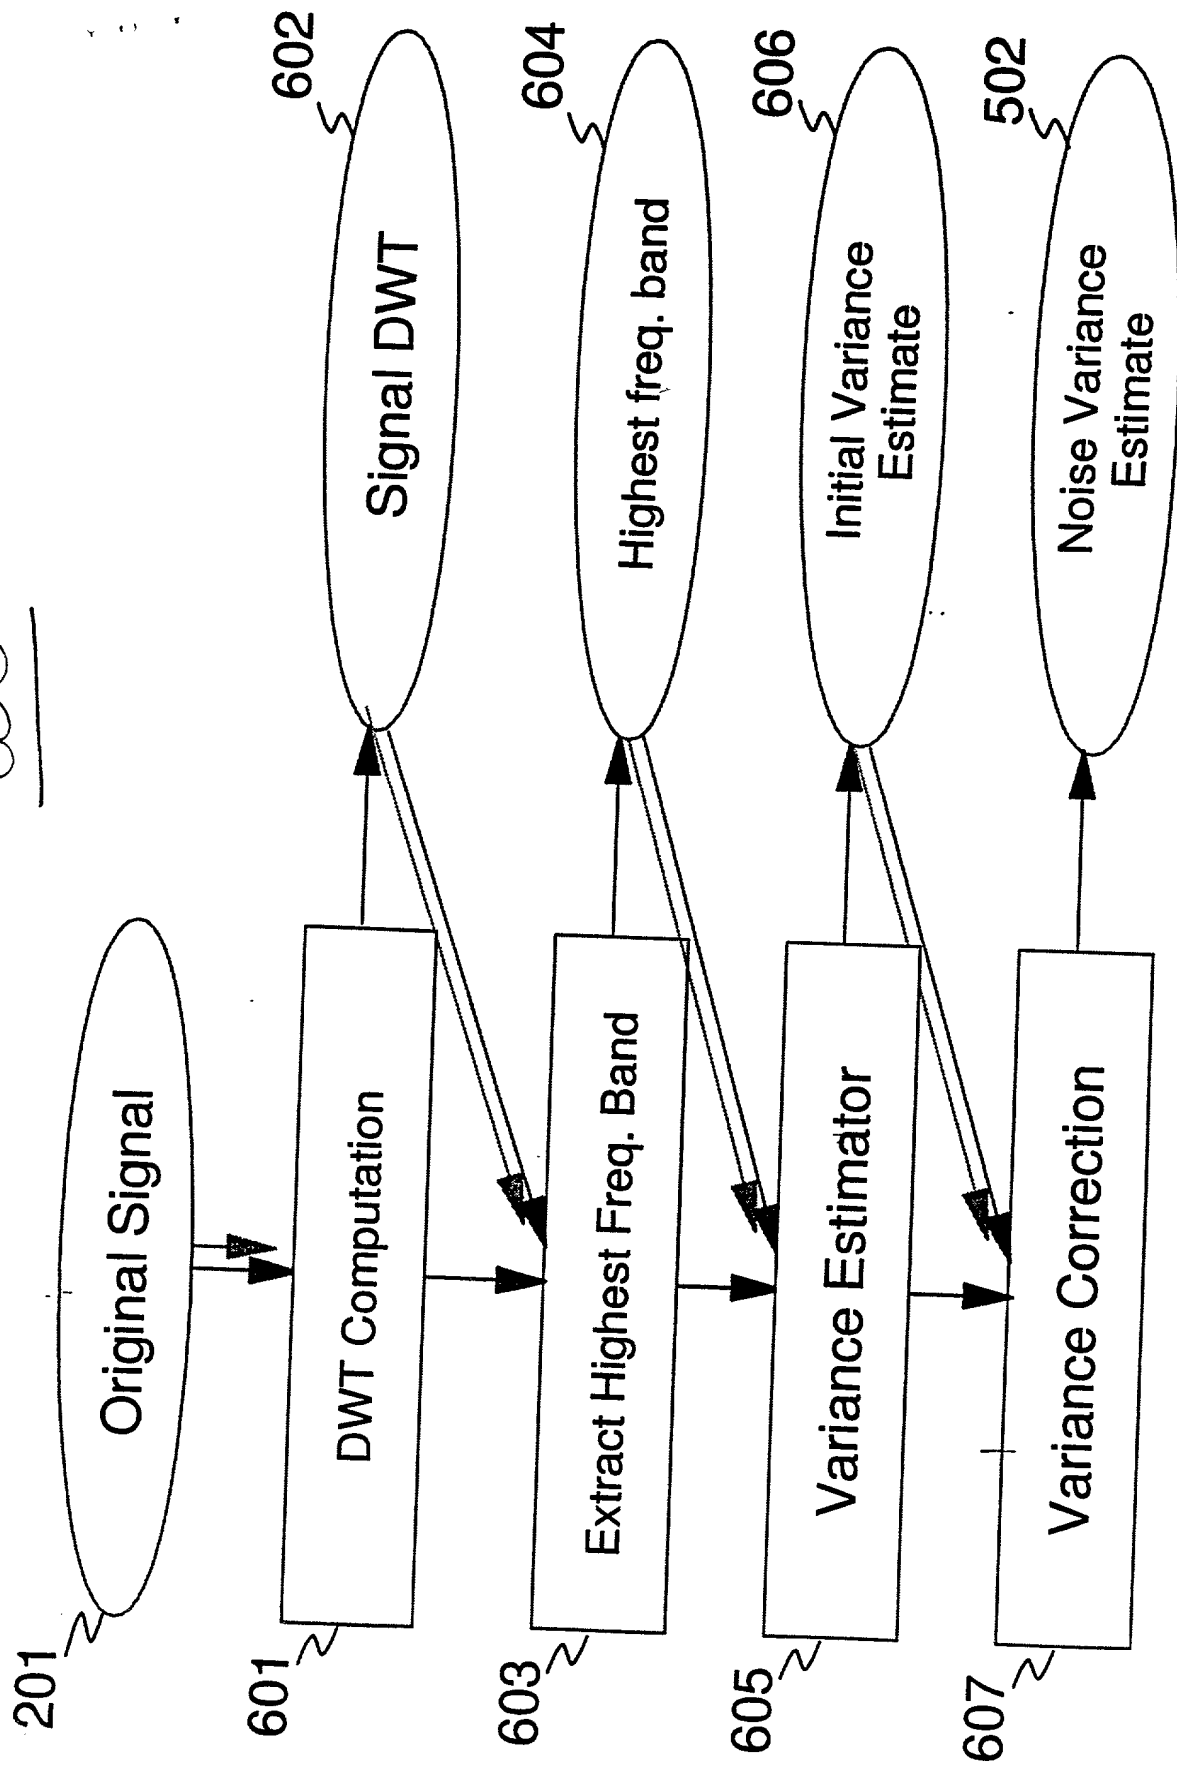 201
Original Signal
601
DWT Computation
602
Signal DWT
603
Extract Highest Freq. Band
604
Highest freq. band
605
Variance Estimator
606
Initial Variance
Estimate
607
Variance Correction
502
Noise Variance
Estimate